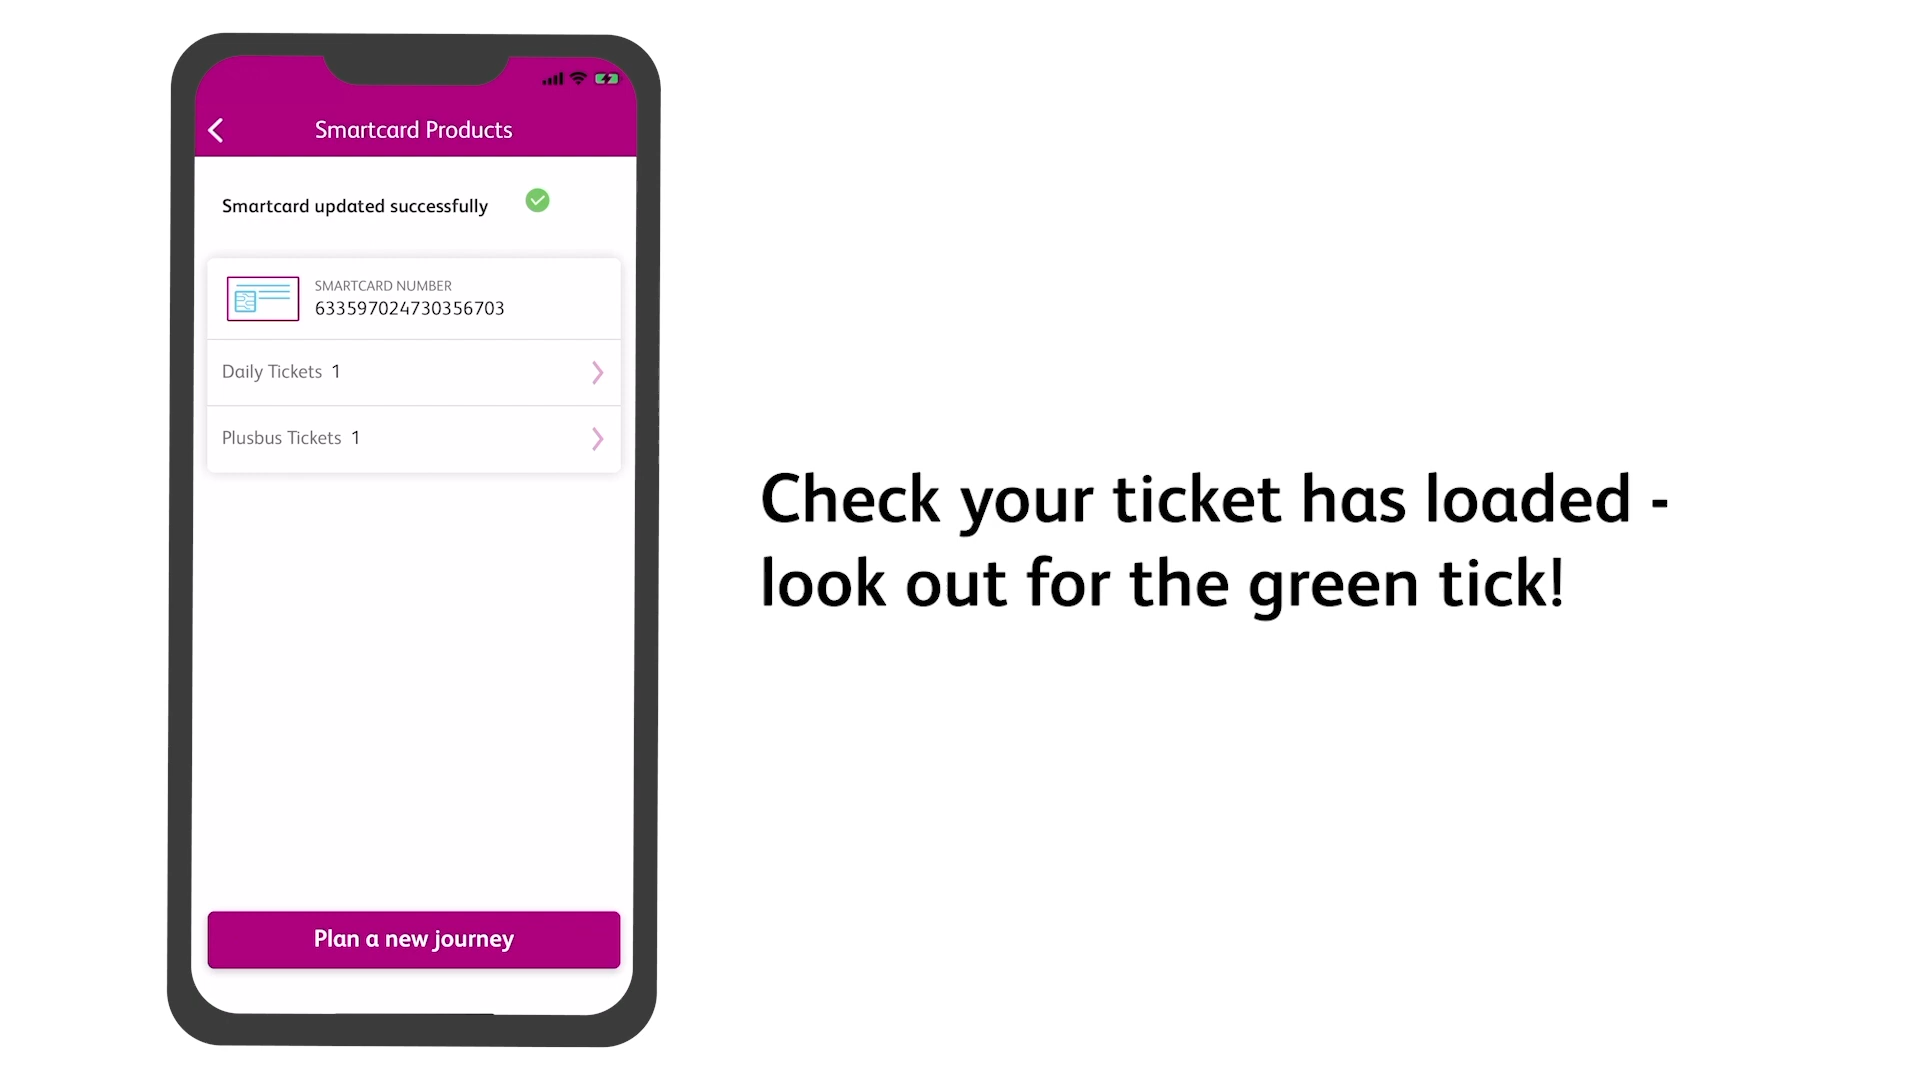 Smartcard Products
Smartcard updated successfully
SMARTCARD NUMBER
633597024730356703
Daily Tickets 1
Plusbus Tickets 1
Plan a new journey
Check your ticket has loaded -
look out for the green tick!